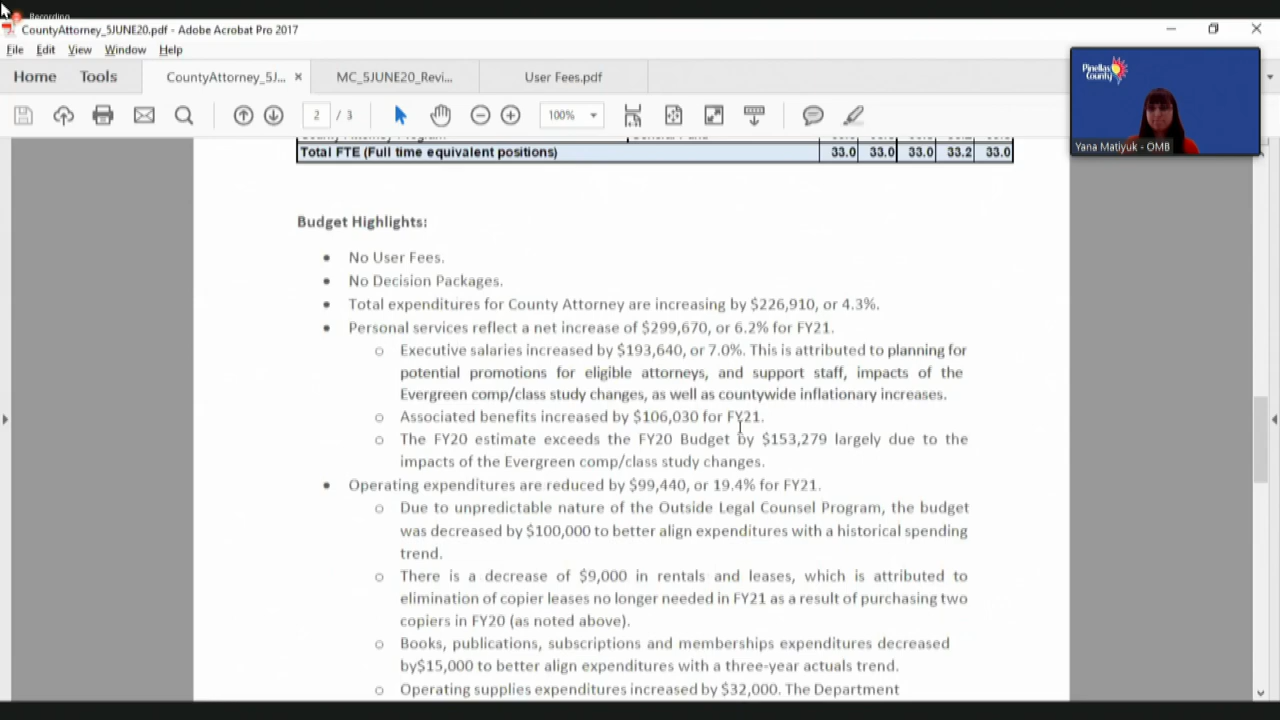 Recording
CountyAttorney_5JUNE20.pdf - Adobe Acrobat Pro 2017
File Edit View Window Help
Home Tools CountyAttorney_5J... × MC_5JUNE20_Revi... User Fees.pdf
2 / 3 100%
Pinellas
County
Yana Matiyuk - OMB
Total FTE (Full time equivalent positions) 33.0 33.0 33.0 33.2 33.0
Budget Highlights:
• No User Fees.
• No Decision Packages.
• Total expenditures for County Attorney are increasing by $226,910, or 4.3%.
• Personal services reflect a net increase of $299,670, or 6.2% for FY21.
o Executive salaries increased by $193,640, or 7.0%. This is attributed to planning for
potential promotions for eligible attorneys, and support staff, impacts of the
Evergreen comp/class study changes, as well as countywide inflationary increases.
o Associated benefits increased by $106,030 for FY21.
o The FY20 estimate exceeds the FY20 Budget by $153,279 largely due to the
impacts of the Evergreen comp/class study changes.
• Operating expenditures are reduced by $99,440, or 19.4% for FY21.
o Due to unpredictable nature of the Outside Legal Counsel Program, the budget
was decreased by $100,000 to better align expenditures with a historical spending
trend.
o There is a decrease of $9,000 in rentals and leases, which is attributed to
elimination of copier leases no longer needed in FY21 as a result of purchasing two
copiers in FY20 (as noted above).
o Books, publications, subscriptions and memberships expenditures decreased
by$15,000 to better align expenditures with a three-year actuals trend.
o Operating supplies expenditures increased by $32,000. The Department